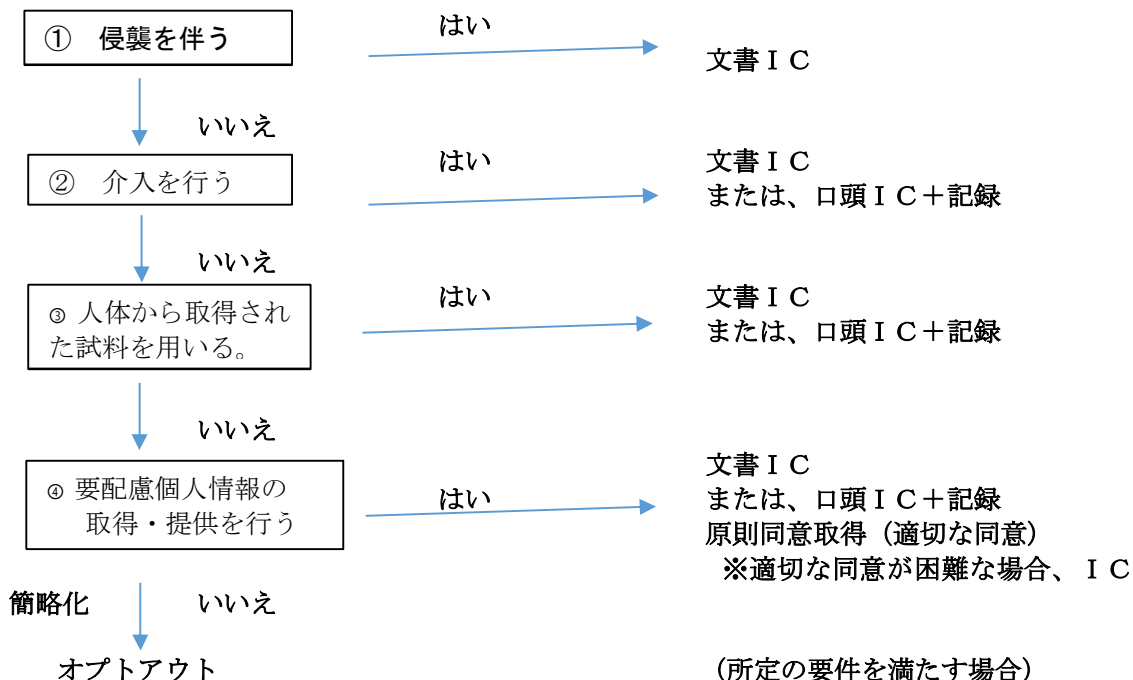 ① 侵襲を伴う
はい
文書ＩＣ
いいえ
② 介入を行う
はい
文書ＩＣ
または、口頭ＩＣ＋記録
いいえ
③ 人体から取得され
た試料を用いる。
はい
文書ＩＣ
または、口頭ＩＣ＋記録
いいえ
④ 要配慮個人情報の
取得・提供を行う
はい
文書ＩＣ
または、口頭ＩＣ＋記録
原則同意取得（適切な同意）
※適切な同意が困難な場合、ＩＣ
簡略化
いいえ
オプトアウト
（所定の要件を満たす場合）